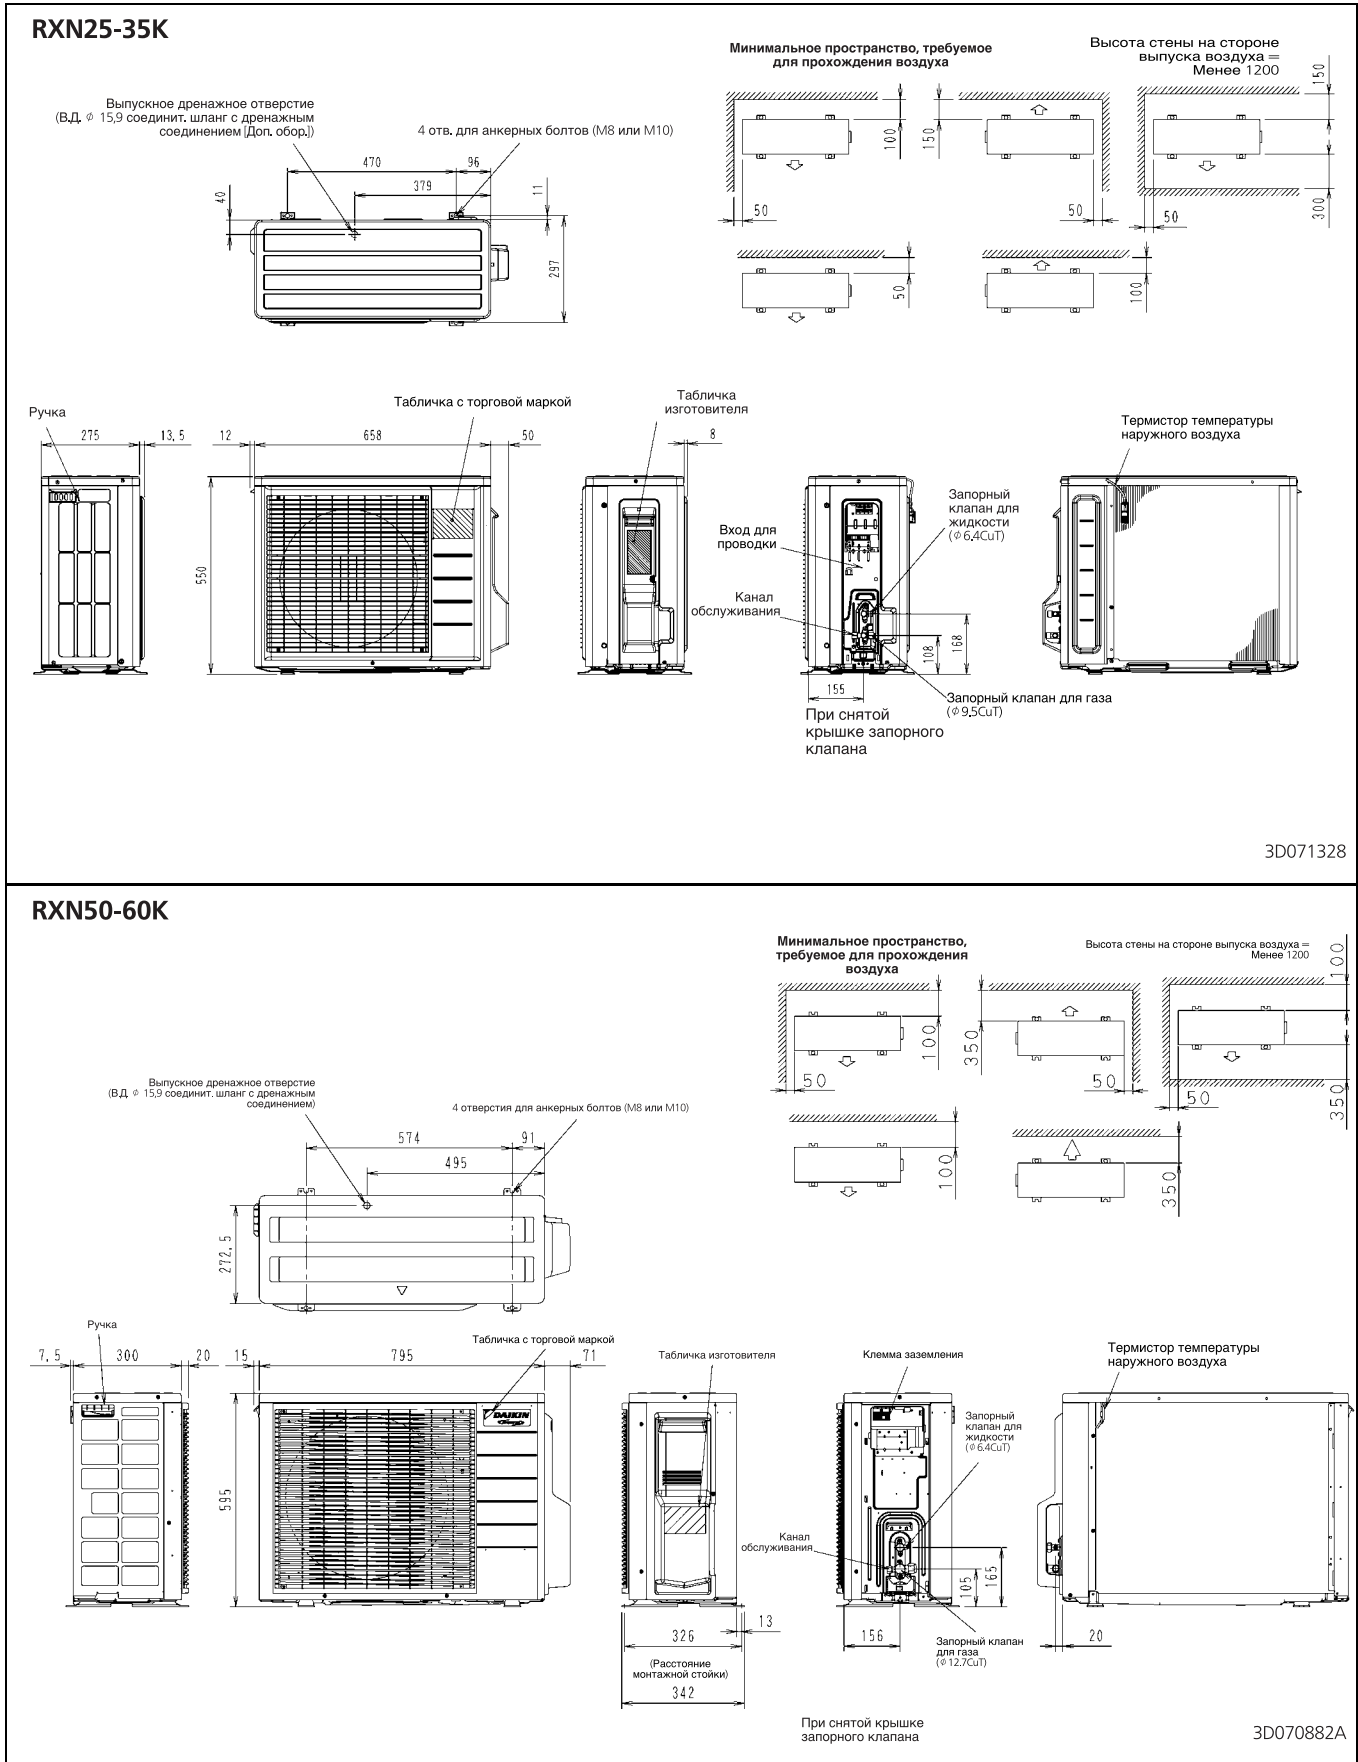 RXN25-35K
Минимальное пространство, требуемое
для прохождения воздуха
Высота стены на стороне
выпуска воздуха =
Менее 1200
150
100
150
300
50
50
50
50
100
Выпускное дренажное отверстие
(В.Д. φ 15,9 соединит. шланг с дренажным
соединением [Доп. обор.])
4 отв. для анкерных болтов (М8 или М10)
470
96
379
11
40
297
Ручка
Табличка с торговой маркой
Табличка
изготовителя
Термистор температуры
наружного воздуха
275
13,5
12
658
50
8
550
Запорный
клапан для
жидкости
(φ6,4CuT)
Вход для
проводки
Канал
обслуживания
108
168
155
Запорный клапан для газа
(φ9,5CuT)
При снятой
крышке запорного
клапана
3D071328
RXN50-60K
Минимальное пространство,
требуемое для прохождения
воздуха
Высота стены на стороне выпуска воздуха =
Менее 1200
100
100
350
350
50
50
50
100
350
Выпускное дренажное отверстие
(В.Д. φ 15,9 соединит. шланг с дренажным
соединением)
4 отверстия для анкерных болтов (М8 или М10)
574
91
495
272,5
Ручка
Табличка с торговой маркой
Табличка изготовителя
Клемма заземления
Термистор температуры
наружного воздуха
7,5
300
20
15
795
71
595
DAIKIN
Запорный
клапан для
жидкости
(φ6.4CuT)
Канал
обслуживания
105
165
13
326
(Расстояние
монтажной стойки)
342
156
Запорный клапан
для газа
(φ12.7CuT)
20
При снятой крышке
запорного клапана
3D070882A